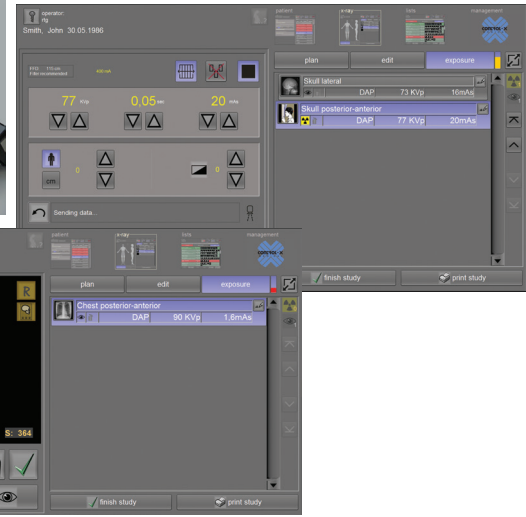 operator:
rtg
Smith, John 30.05.1986
patient
x-ray
lists
management
plan
edit
exposure
Skull lateral
DAP
73 KVp
16mAs
Skull posterior-anterior
DAP
77 KVp
20mAs
77 KVp
0,05 sec
20 mAs
0
cm
0
Sending data...
finish study
print study
patient
x-ray
lists
management
plan
edit
exposure
Chest posterior-anterior
DAP
90 KVp
1,6mAs
R
S: 364
finish study
print study